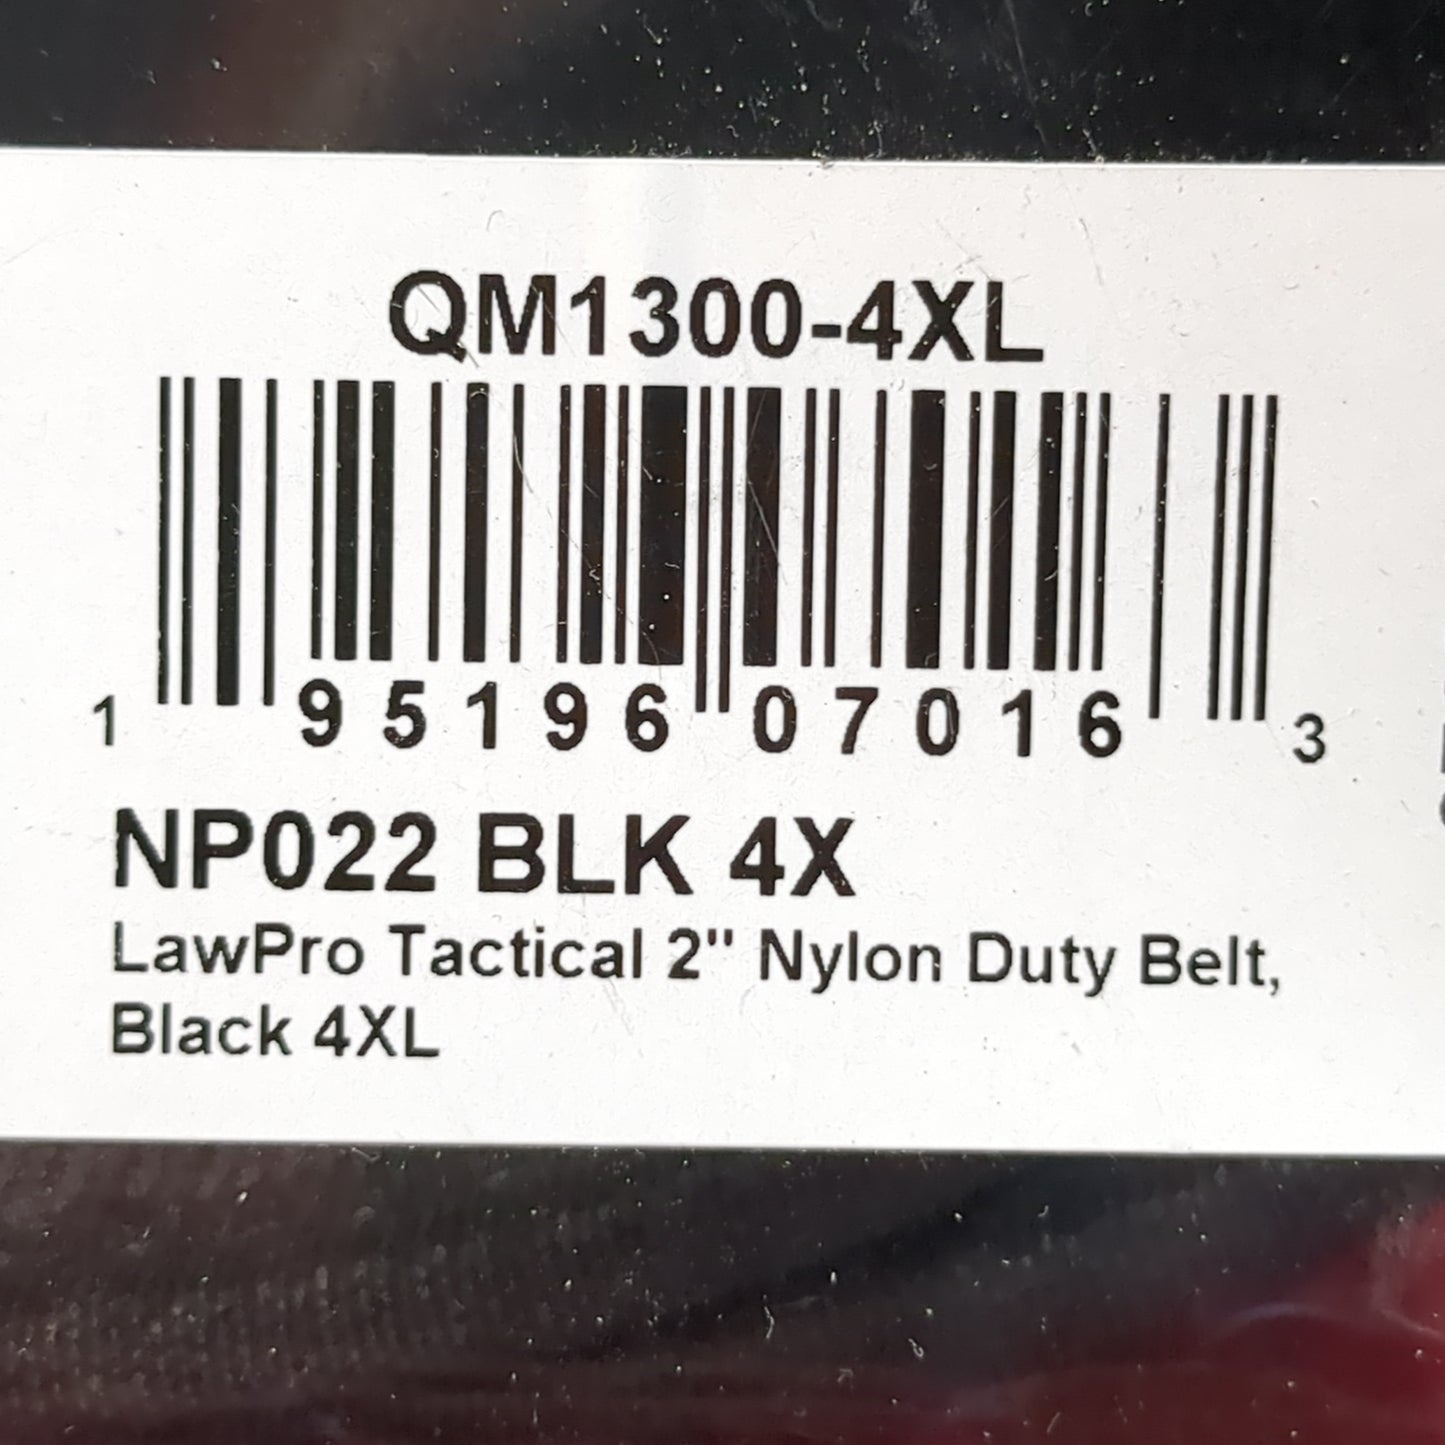 QM1300-4XL
1 95196 07016 3
NP022 BLK 4X
LawPro Tactical 2" Nylon Duty Belt,
Black 4XL